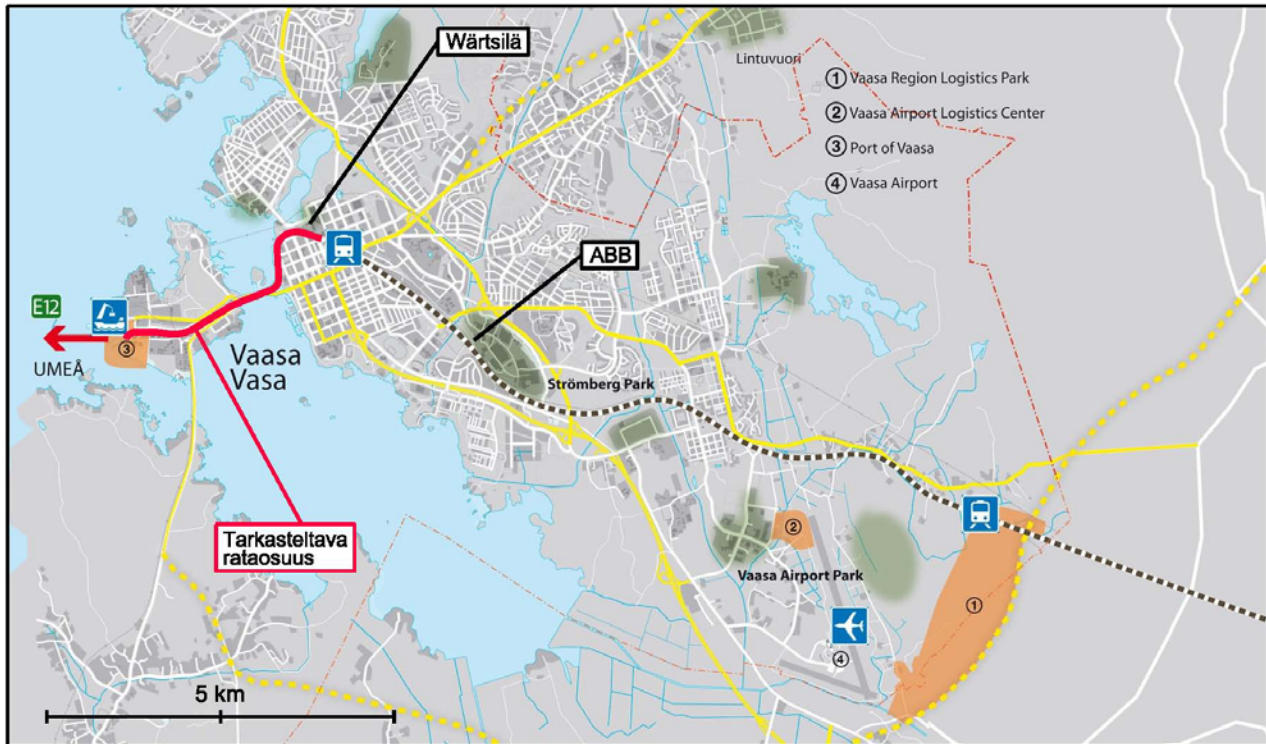 Wärtsilä
Lintuvuori
1 Vaasa Region Logistics Park
2 Vaasa Airport Logistics Center
3 Port of Vaasa
4 Vaasa Airport
ABB
E12
3
UMEÅ
Vaasa
Vasa
Strömberg Park
Tarkasteltava
rataosuus
2
Vaasa Airport Park
1
4
5 km